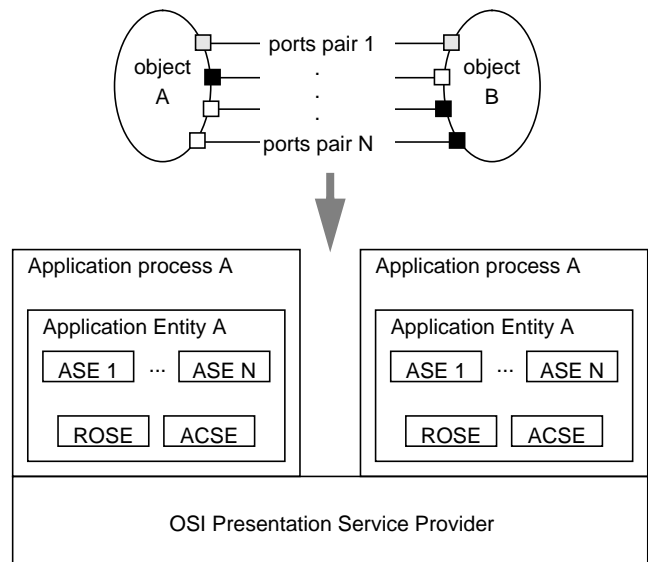 ports pair 1
object
A
object
B
.
.
.
ports pair N
Application process A
Application process A
Application Entity A
Application Entity A
ASE 1 ... ASE N
ASE 1 ... ASE N
ROSE ACSE
ROSE ACSE
OSI Presentation Service Provider